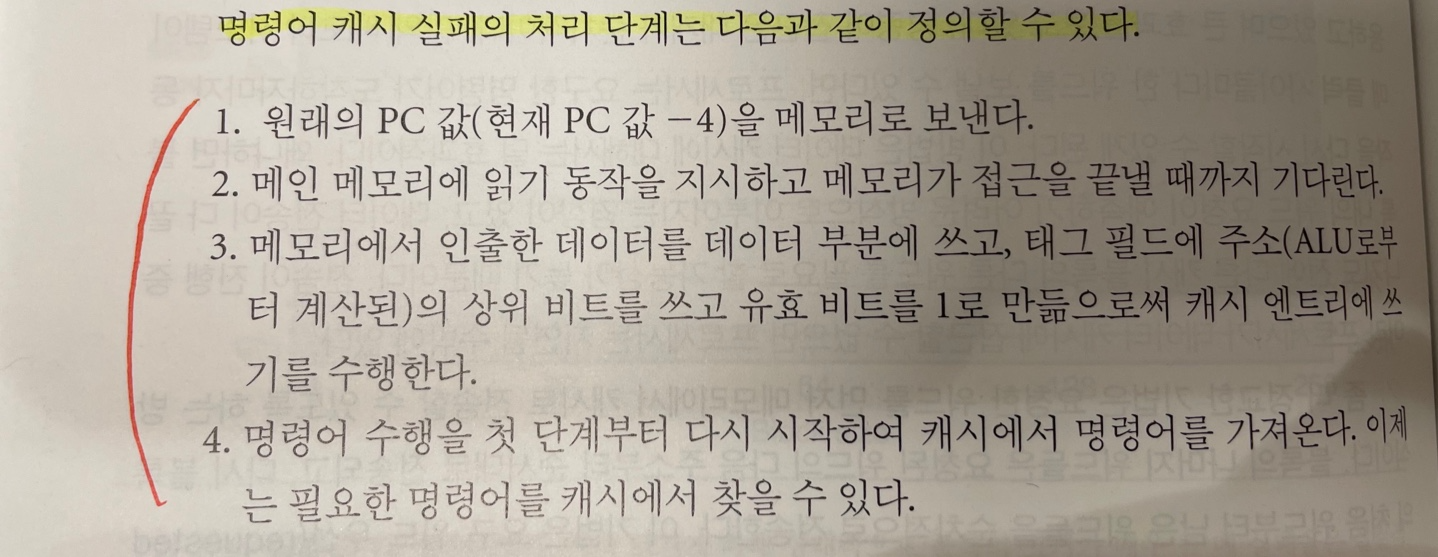 명령어 캐시 실패의 처리 단계는 다음과 같이 정의할 수 있다.
1. 원래의 PC 값(현재 PC 값 −4)을 메모리로 보낸다.
2. 메인 메모리에 읽기 동작을 지시하고 메모리가 접근을 끝낼 때까지 기다린다.
3. 메모리에서 인출한 데이터를 데이터 부분에 쓰고, 태그 필드에 주소(ALU로부
터 계산된)의 상위 비트를 쓰고 유효 비트를 1로 만듦으로써 캐시 엔트리에 쓰
기를 수행한다.
4. 명령어 수행을 첫 단계부터 다시 시작하여 캐시에서 명령어를 가져온다. 이제
는 필요한 명령어를 캐시에서 찾을 수 있다.